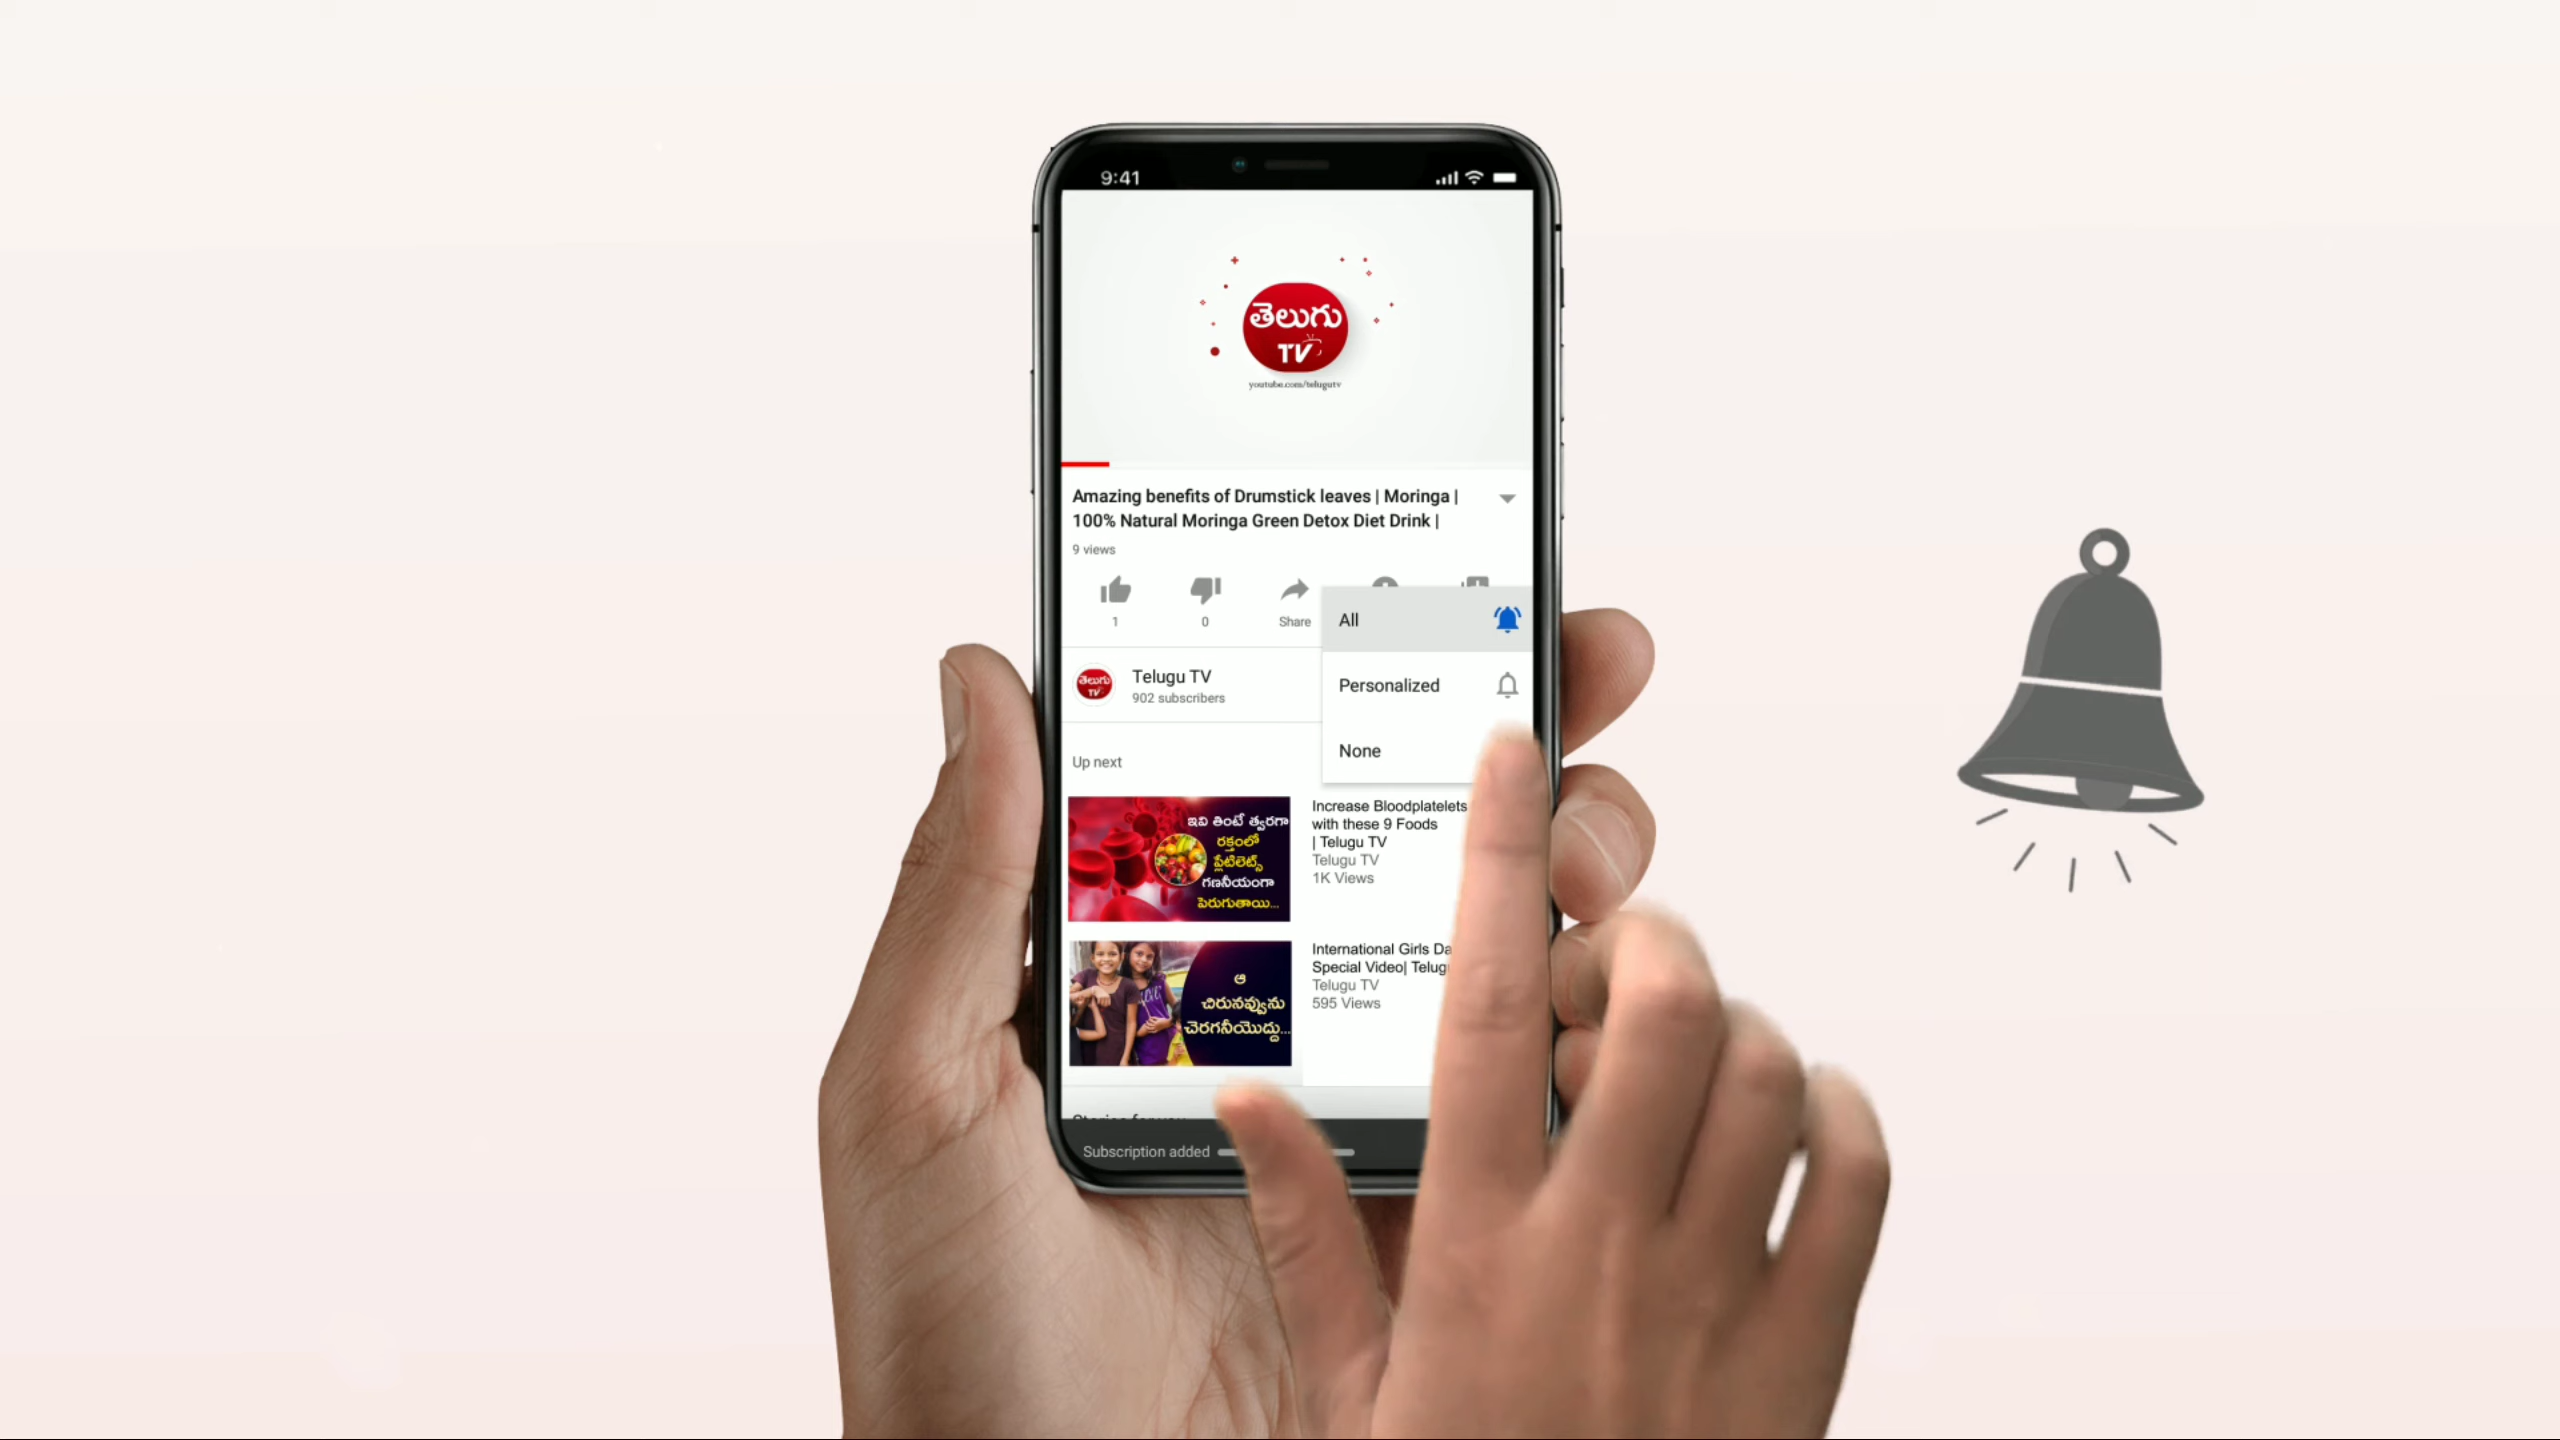 9:41
తెలుగు
TV
youtube.com/telugutv
Amazing benefits of Drumstick leaves | Moringa |
100% Natural Moringa Green Detox Diet Drink |
9 views
1
0
Share
All
Personalized
None
తెలుగు
TV
Telugu TV
902 subscribers
Up next
ఇవి తింటే త్వరగా
రక్తంలో
ప్లేటిలెట్స్
గణనీయంగా
పెరుగుతాయి...
Increase Bloodplatelets
with these 9 Foods
| Telugu TV
Telugu TV
1K Views
ఆ
చిరునవ్వును
చెరగనీయొద్దు...
International Girls
Special Video|
Telugu TV
595 Views
Subscription added